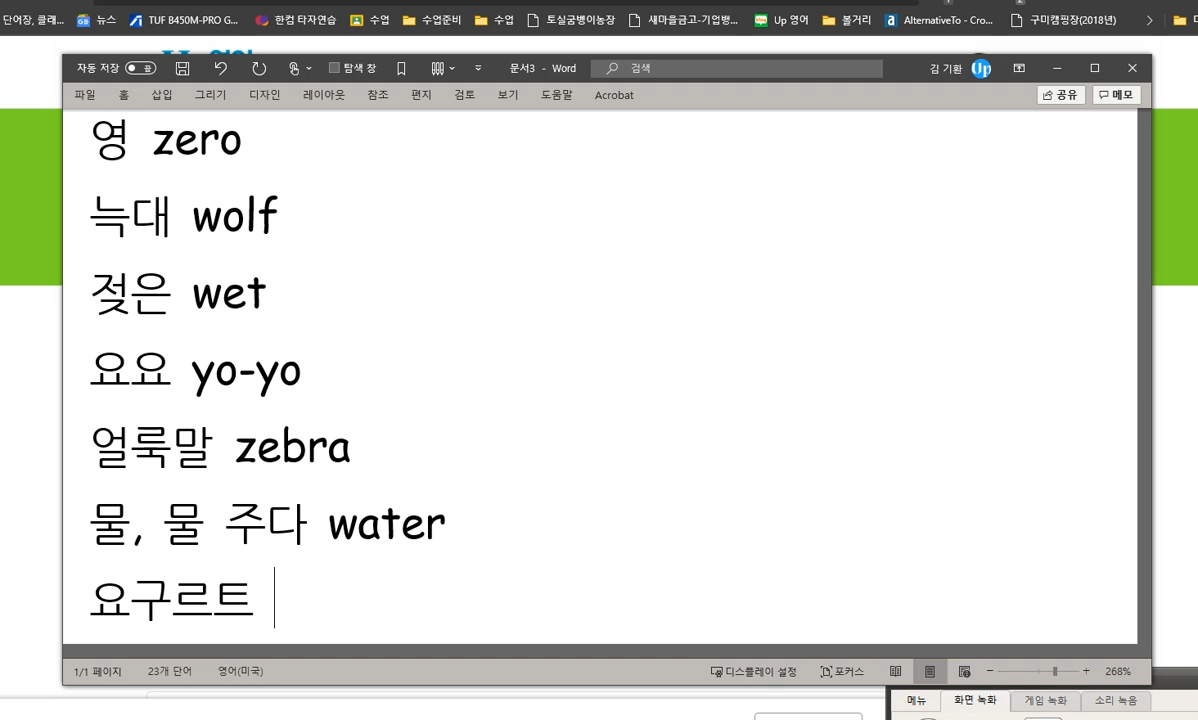 단어장, 클래... 뉴스 TUF B450M-PRO G... 한컴 타자연습 수업 수업준비 수업 토실굼벵이농장 새마을금고-기업뱅... Up 영어 볼거리 AlternativeTo - Cro... 구미캠핑장(2018년)
자동 저장 끔 탐색 창 문서3 - Word 검색 김 기환 Up
파일 홈 삽입 그리기 디자인 레이아웃 참조 편지 검토 보기 도움말 Acrobat 공유 메모
영 zero
늑대 wolf
젖은 wet
요요 yo-yo
얼룩말 zebra
물, 물 주다 water
요구르트
1/1 페이지 23개 단어 영어(미국) 디스플레이 설정 포커스 268%
메뉴 화면 녹화 게임 녹화 소리 녹음